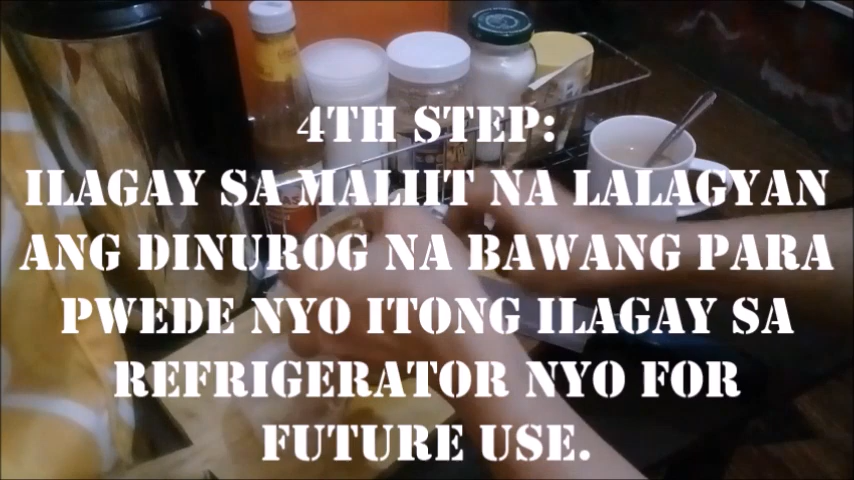 4TH STEP:
ILAGAY SA MALIIT NA LALAGYAN
ANG DINUROG NA BAWANG PARA
PWEDE NYO ITONG ILAGAY SA
REFRIGERATOR NYO FOR
FUTURE USE.